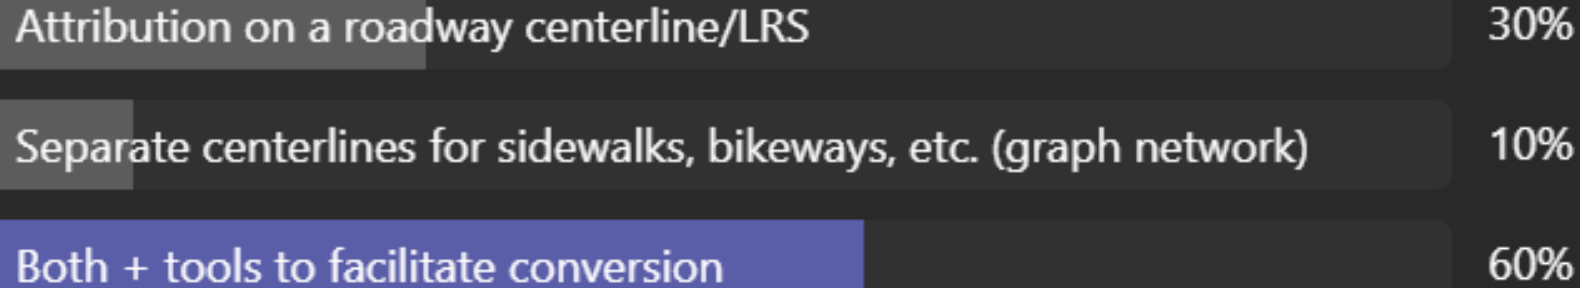 Attribution on a roadway centerline/LRS 30%
Separate centerlines for sidewalks, bikeways, etc. (graph network) 10%
Both + tools to facilitate conversion 60%